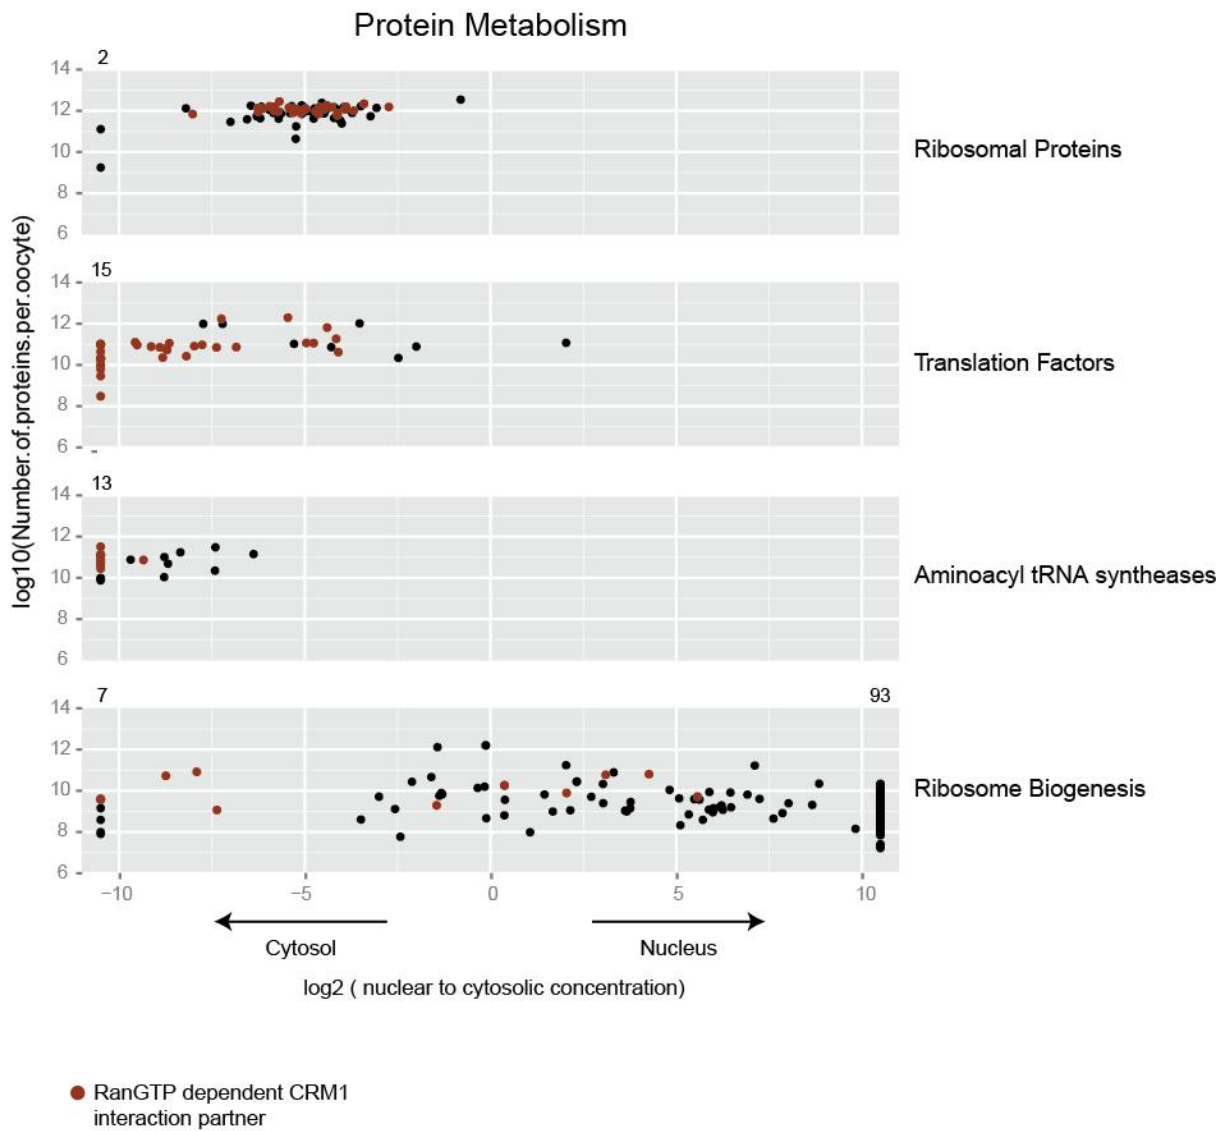 Protein Metabolism
2
14
12
10
8
6
Ribosomal Proteins
15
14
12
10
8
6
Translation Factors
13
14
12
10
8
6
Aminoacyl tRNA syntheases
7
93
14
12
10
8
6
Ribosome Biogenesis
log10(Number.of.proteins.per.oocyte)
−10 −5 0 5 10
Cytosol Nucleus
log2 ( nuclear to cytosolic concentration)
RanGTP dependent CRM1
interaction partner